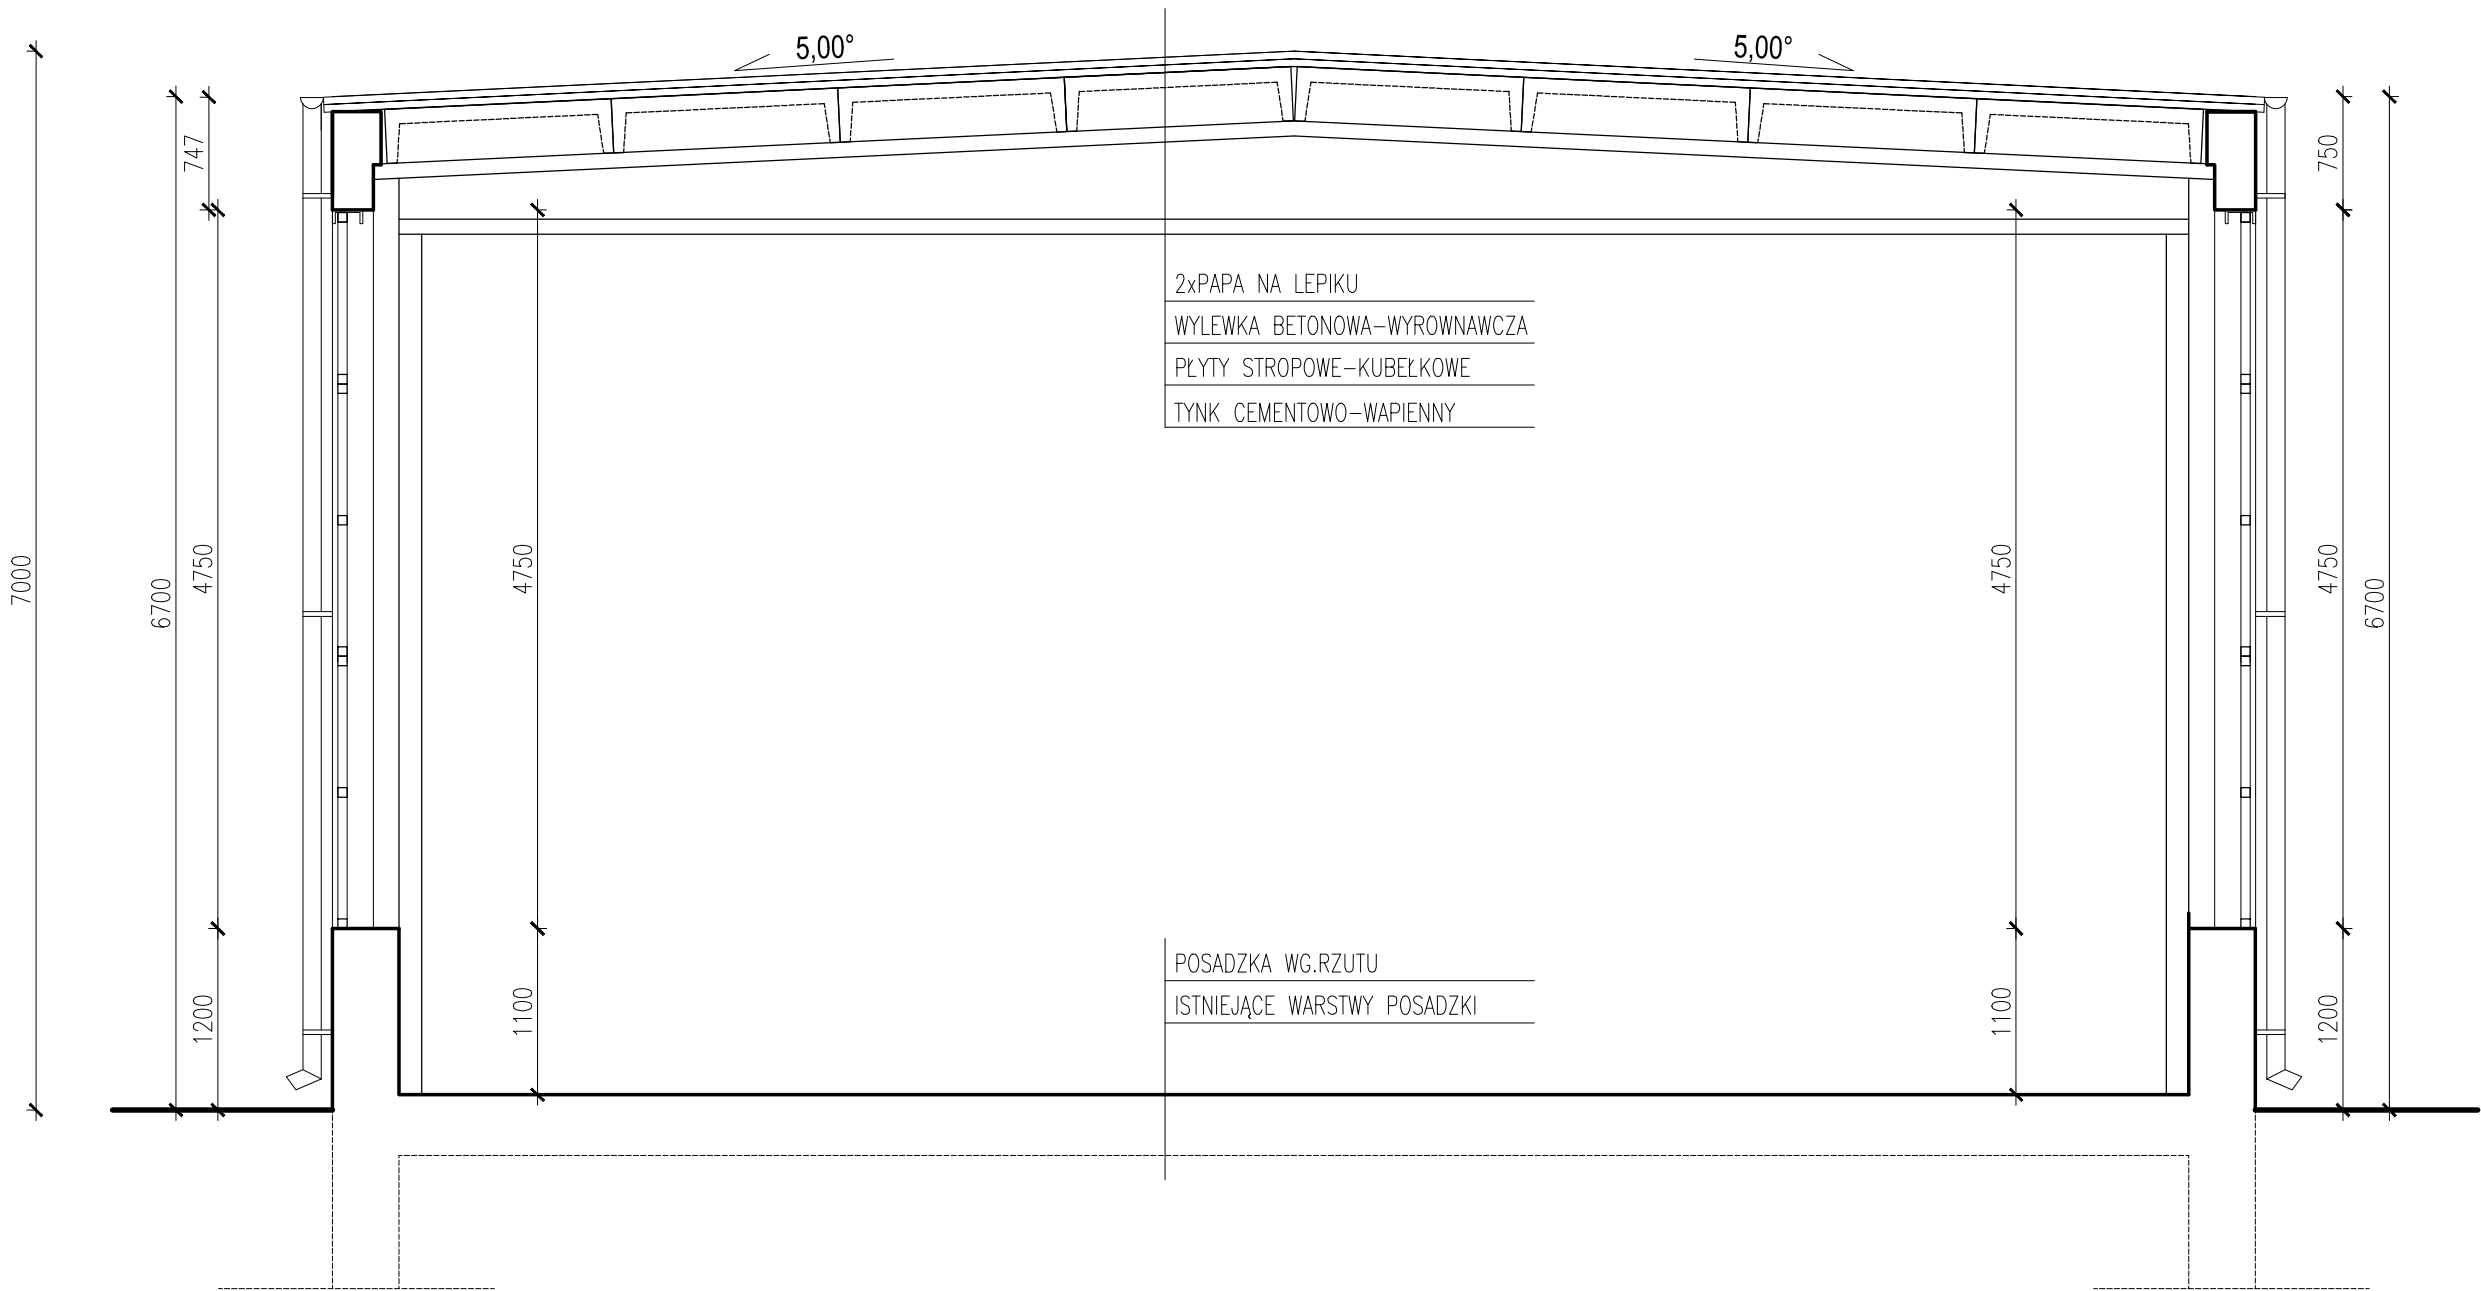 5,00°
5,00°
7000
6700
747
4750
1200
4750
1100
2xPAPA NA LEPIKU
WYLEWKA BETONOWA-WYROWNAWCZA
PŁYTY STROPOWE-KUBEŁKOWE
TYNK CEMENTOWO-WAPIENNY
POSADZKA WG.RZUTU
ISTNIEJĄCE WARSTWY POSADZKI
4750
1100
750
4750
1200
6700